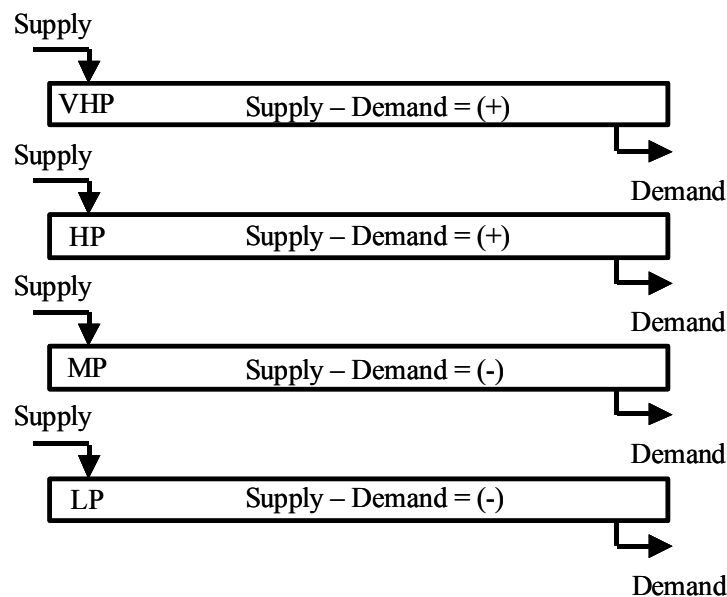 Supply
VHP Supply – Demand = (+)
Supply
Demand
HP Supply – Demand = (+)
Supply
Demand
MP Supply – Demand = (-)
Supply
Demand
LP Supply – Demand = (-)
Demand